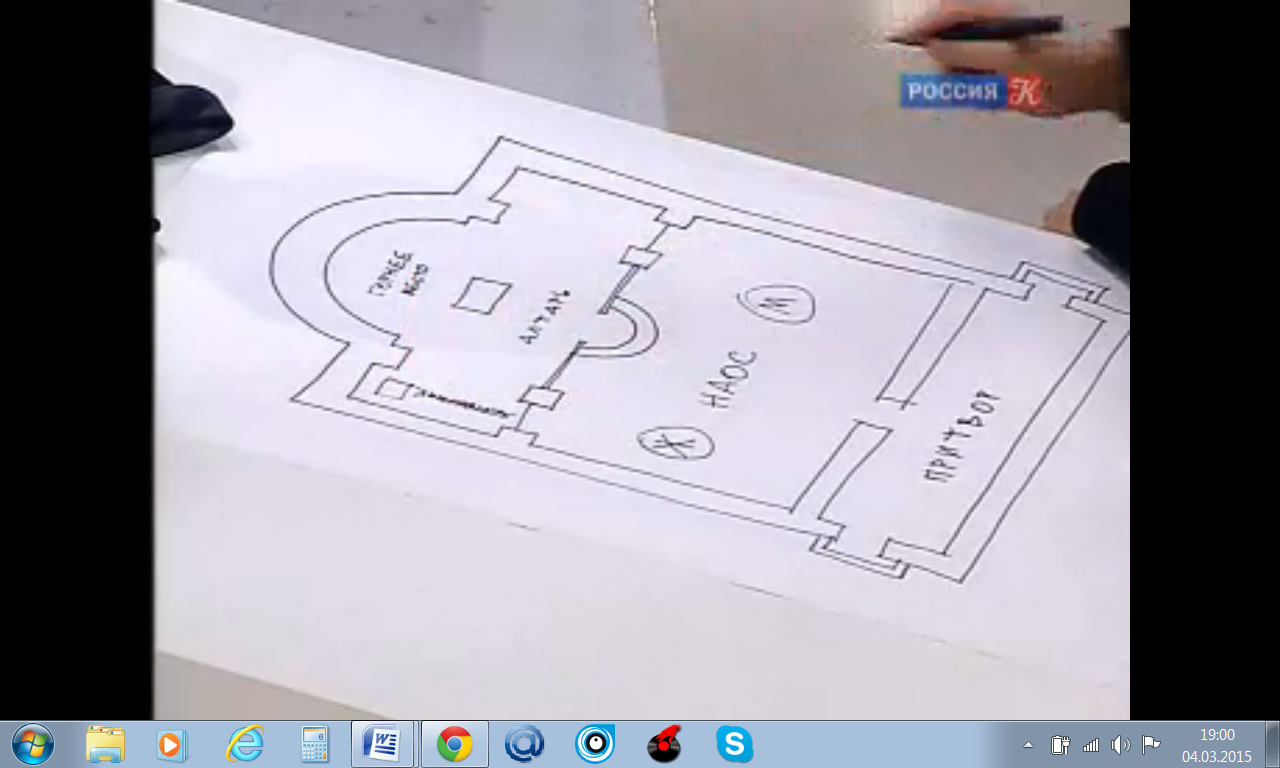 РОССИЯ К
ГОРНЕЕ
МЕСТО
АЛТАРЬ
НАОС
М
Ж
ПРИТВОР
19:00
04.03.2015